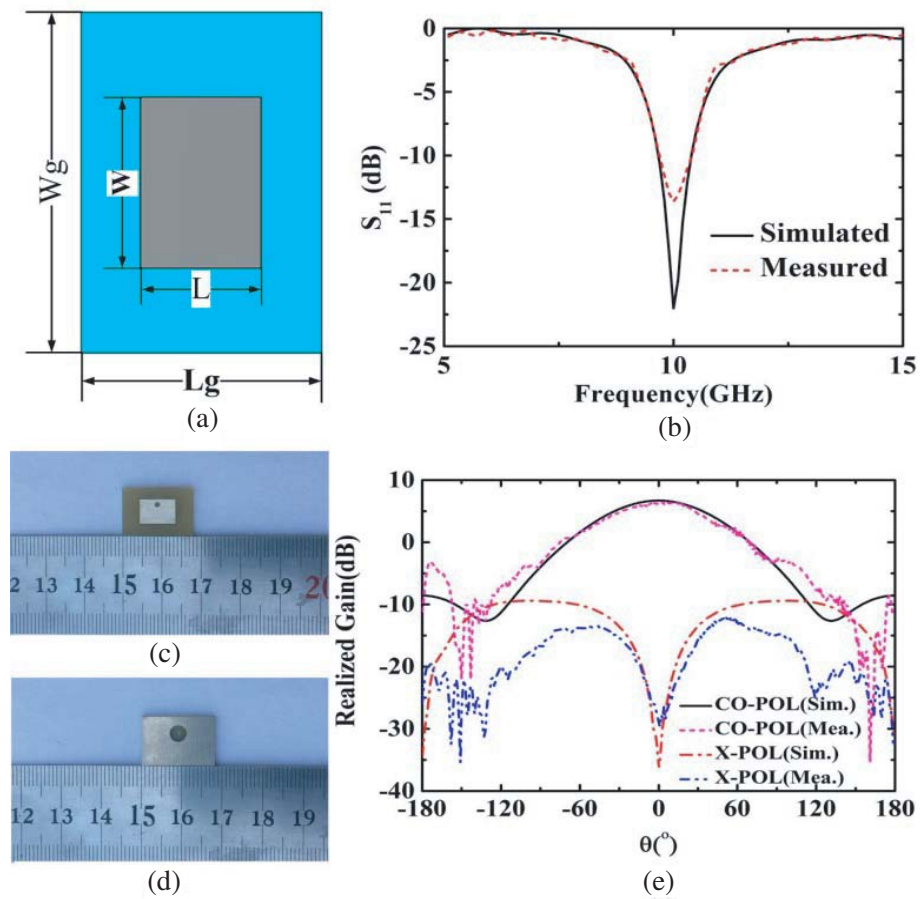 (a)
Wg
W
L
Lg
(b)
0
-5
-10
-15
-20
-25
S11 (dB)
Simulated
Measured
5
10
15
Frequency(GHz)
(c)
12 13 14 15 16 17 18 19 20
(d)
12 13 14 15 16 17 18 19
(e)
10
0
-10
-20
-30
-40
Realized Gain(dB)
CO-POL(Sim.)
CO-POL(Mea.)
X-POL(Sim.)
X-POL(Mea.)
-180 -120 -60 0 60 120 180
θ(°)